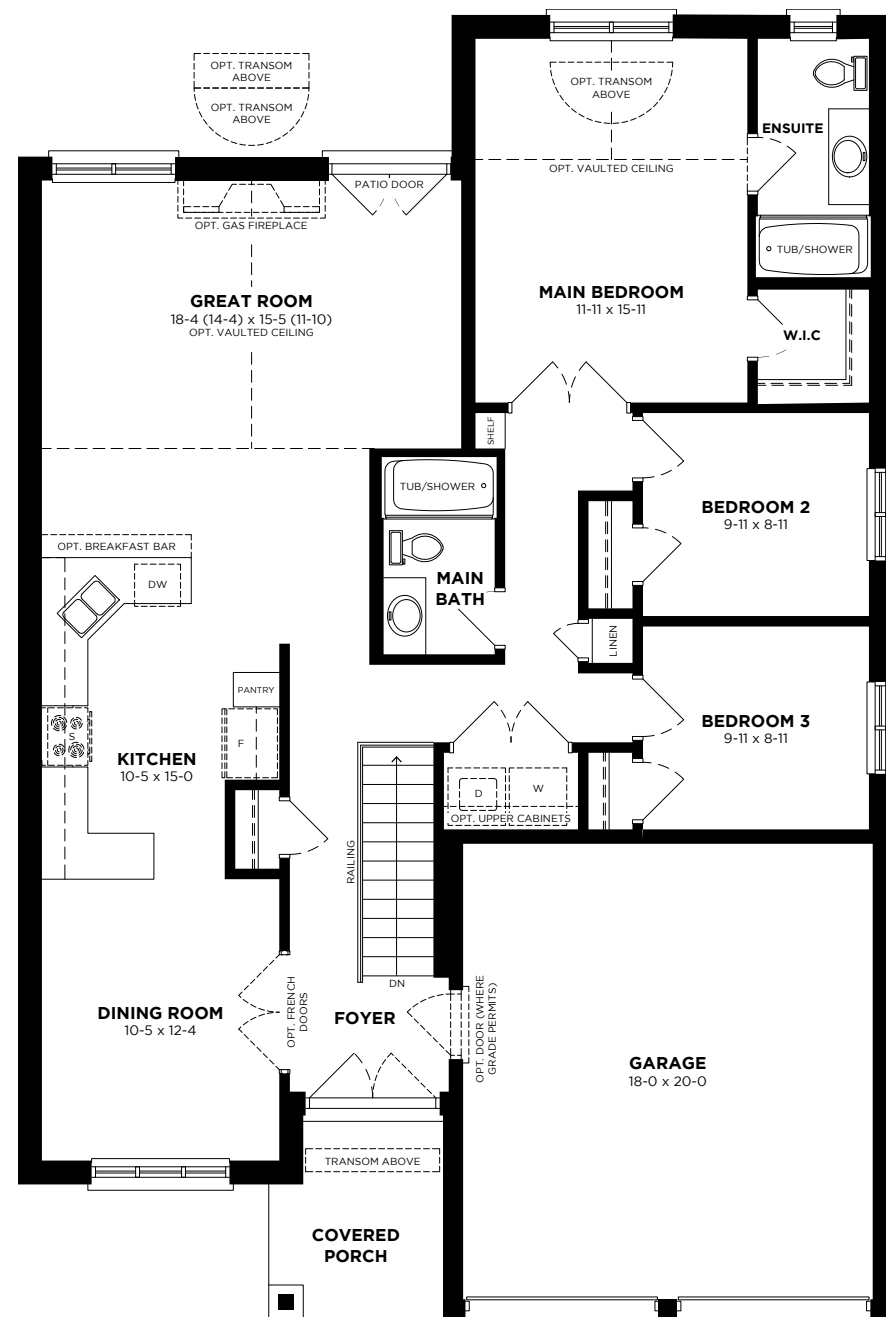 OPT. TRANSOM
ABOVE
OPT. TRANSOM
ABOVE
OPT. TRANSOM
ABOVE
ENSUITE
OPT. VAULTED CEILING
PATIO DOOR
OPT. GAS FIREPLACE
TUB/SHOWER
GREAT ROOM
18-4 (14-4) x 15-5 (11-10)
OPT. VAULTED CEILING
MAIN BEDROOM
11-11 x 15-11
W.I.C
SHELF
TUB/SHOWER
BEDROOM 2
9-11 x 8-11
OPT. BREAKFAST BAR
DW
MAIN
BATH
LINEN
PANTRY
F
S
KITCHEN
10-5 x 15-0
BEDROOM 3
9-11 x 8-11
D
W
OPT. UPPER CABINETS
RAILING
DN
DINING ROOM
10-5 x 12-4
OPT. FRENCH
DOORS
FOYER
OPT. DOOR (WHERE
GRADE PERMITS)
GARAGE
18-0 x 20-0
TRANSOM ABOVE
COVERED
PORCH